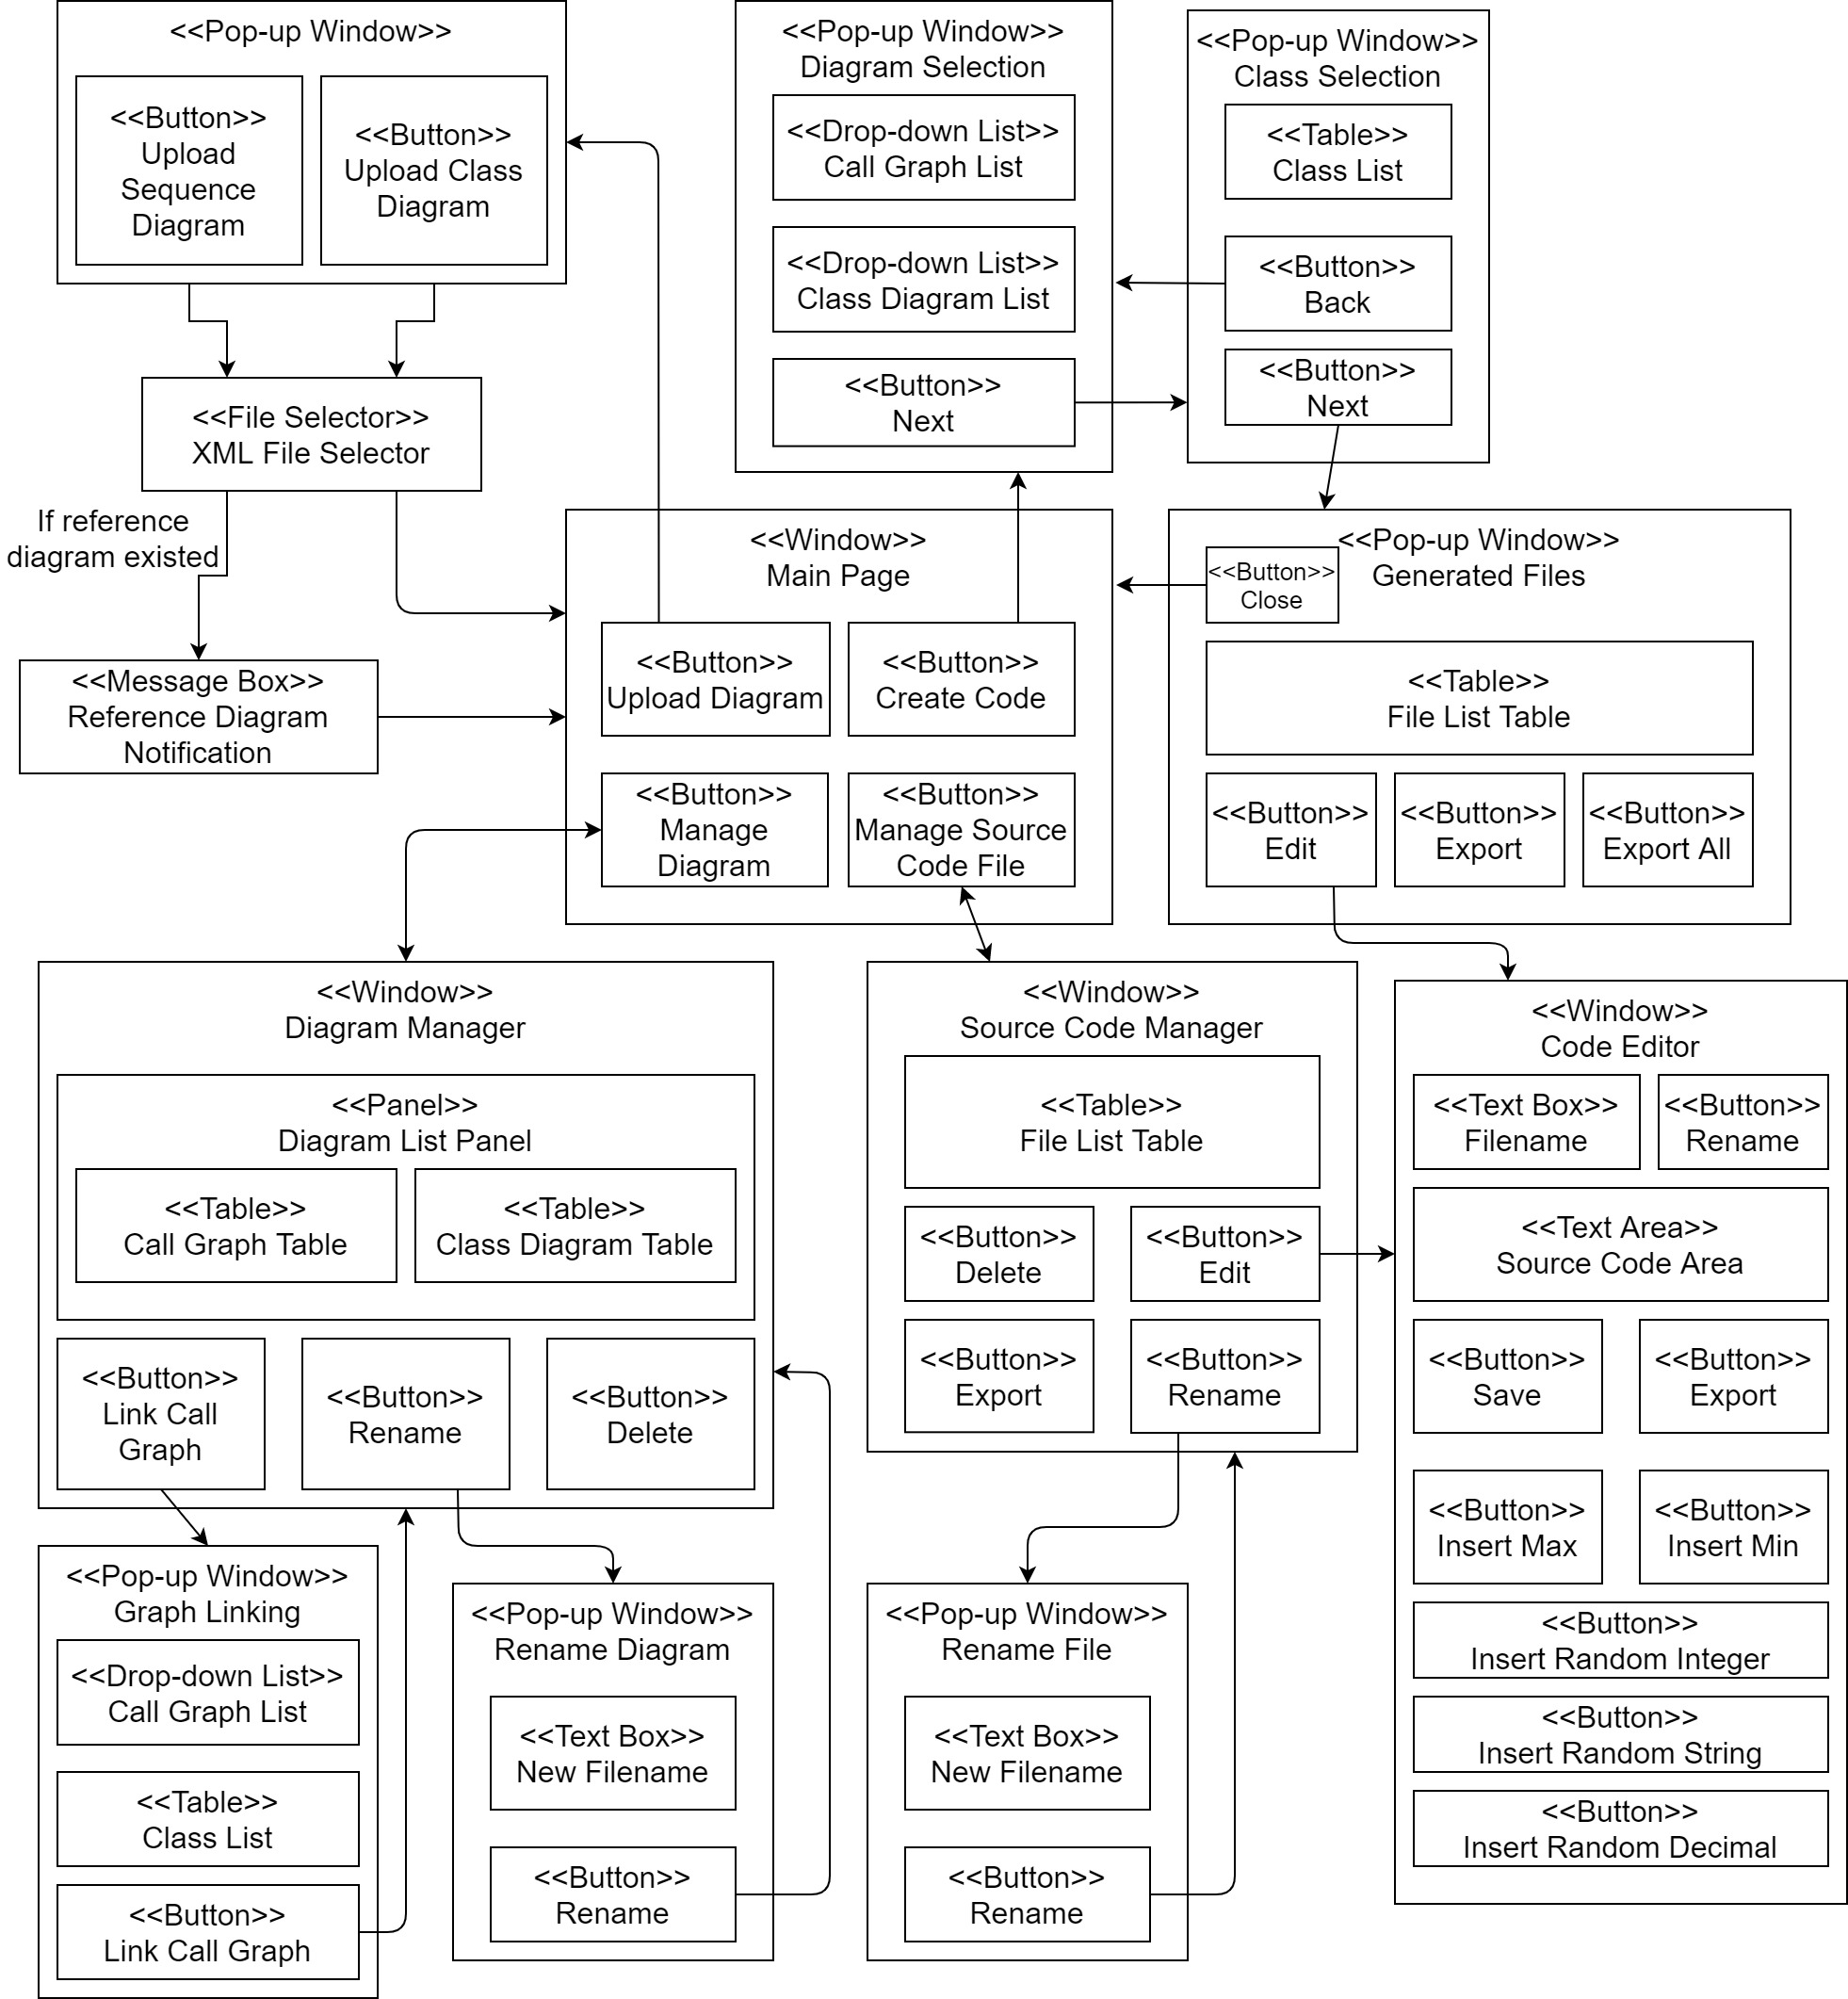 <<Pop-up Window>>
<<Button>>
Upload
Sequence
Diagram
<<Button>>
Upload Class
Diagram
<<Pop-up Window>>
Diagram Selection
<<Drop-down List>>
Call Graph List
<<Drop-down List>>
Class Diagram List
<<Button>>
Next
<<Pop-up Window>>
Class Selection
<<Table>>
Class List
<<Button>>
Back
<<Button>>
Next
<<File Selector>>
XML File Selector
If reference
diagram existed
<<Message Box>>
Reference Diagram
Notification
<<Window>>
Main Page
<<Button>>
Upload Diagram
<<Button>>
Create Code
<<Button>>
Manage
Diagram
<<Button>>
Manage Source
Code File
<<Pop-up Window>>
Generated Files
<<Button>>
Close
<<Table>>
File List Table
<<Button>>
Edit
<<Button>>
Export
<<Button>>
Export All
<<Window>>
Diagram Manager
<<Panel>>
Diagram List Panel
<<Table>>
Call Graph Table
<<Table>>
Class Diagram Table
<<Button>>
Link Call
Graph
<<Button>>
Rename
<<Button>>
Delete
<<Window>>
Source Code Manager
<<Table>>
File List Table
<<Button>>
Delete
<<Button>>
Edit
<<Button>>
Export
<<Button>>
Rename
<<Window>>
Code Editor
<<Text Box>>
Filename
<<Button>>
Rename
<<Text Area>>
Source Code Area
<<Button>>
Save
<<Button>>
Export
<<Button>>
Insert Max
<<Button>>
Insert Min
<<Button>>
Insert Random Integer
<<Button>>
Insert Random String
<<Button>>
Insert Random Decimal
<<Pop-up Window>>
Graph Linking
<<Drop-down List>>
Call Graph List
<<Table>>
Class List
<<Button>>
Link Call Graph
<<Pop-up Window>>
Rename Diagram
<<Text Box>>
New Filename
<<Button>>
Rename
<<Pop-up Window>>
Rename File
<<Text Box>>
New Filename
<<Button>>
Rename